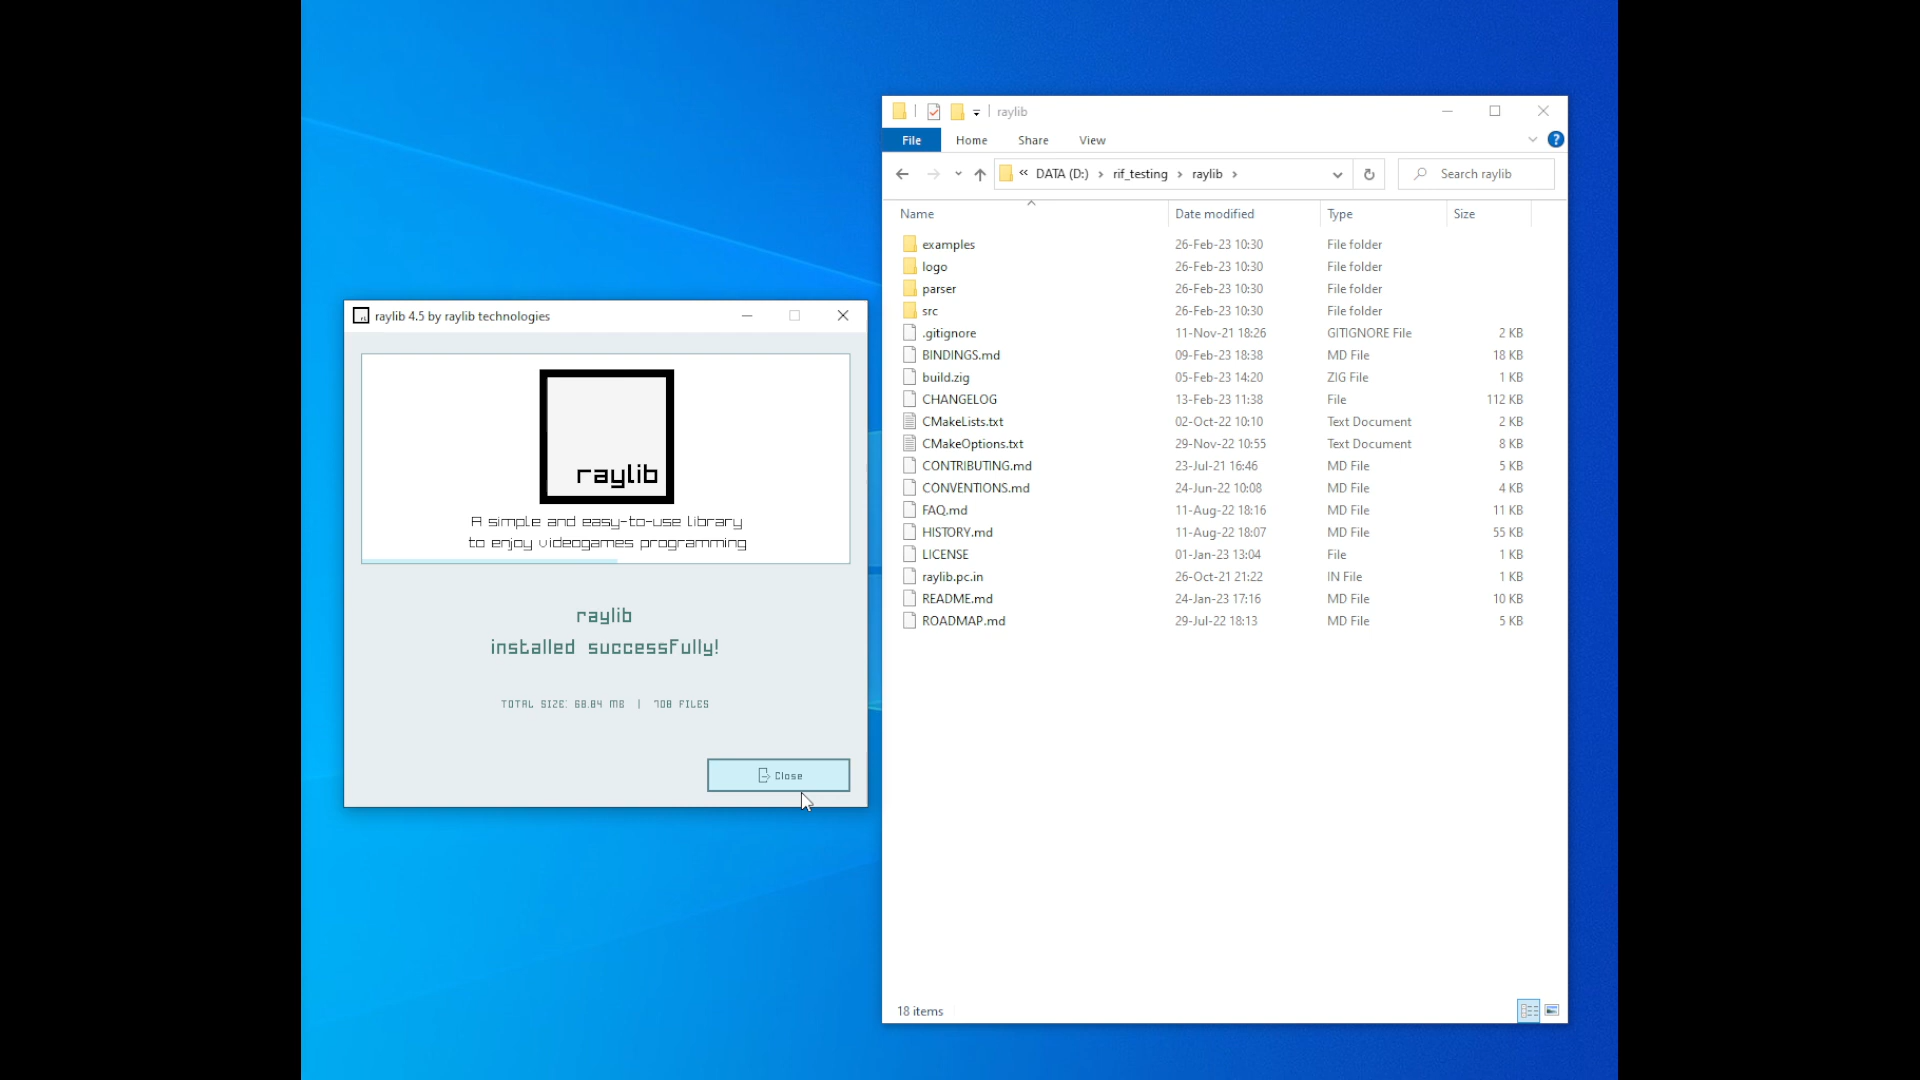 raylib 4.5 by raylib technologies
raylib
A simple and easy-to-use library
to enjoy videogames programming
raylib
installed successfully!
TOTAL SIZE: 68.84 MB | 708 FILES
Close
raylib
File Home Share View
« DATA (D:) › rif_testing › raylib ›
Search raylib
Name Date modified Type Size
examples 26-Feb-23 10:30 File folder
logo 26-Feb-23 10:30 File folder
parser 26-Feb-23 10:30 File folder
src 26-Feb-23 10:30 File folder
.gitignore 11-Nov-21 18:26 GITIGNORE File 2 KB
BINDINGS.md 09-Feb-23 18:38 MD File 18 KB
build.zig 05-Feb-23 14:20 ZIG File 1 KB
CHANGELOG 13-Feb-23 11:38 File 112 KB
CMakeLists.txt 02-Oct-22 10:10 Text Document 2 KB
CMakeOptions.txt 29-Nov-22 10:55 Text Document 8 KB
CONTRIBUTING.md 23-Jul-21 16:46 MD File 5 KB
CONVENTIONS.md 24-Jun-22 10:08 MD File 4 KB
FAQ.md 11-Aug-22 18:16 MD File 11 KB
HISTORY.md 11-Aug-22 18:07 MD File 55 KB
LICENSE 01-Jan-23 13:04 File 1 KB
raylib.pc.in 26-Oct-21 21:22 IN File 1 KB
README.md 24-Jan-23 17:16 MD File 10 KB
ROADMAP.md 29-Jul-22 18:13 MD File 5 KB
18 items